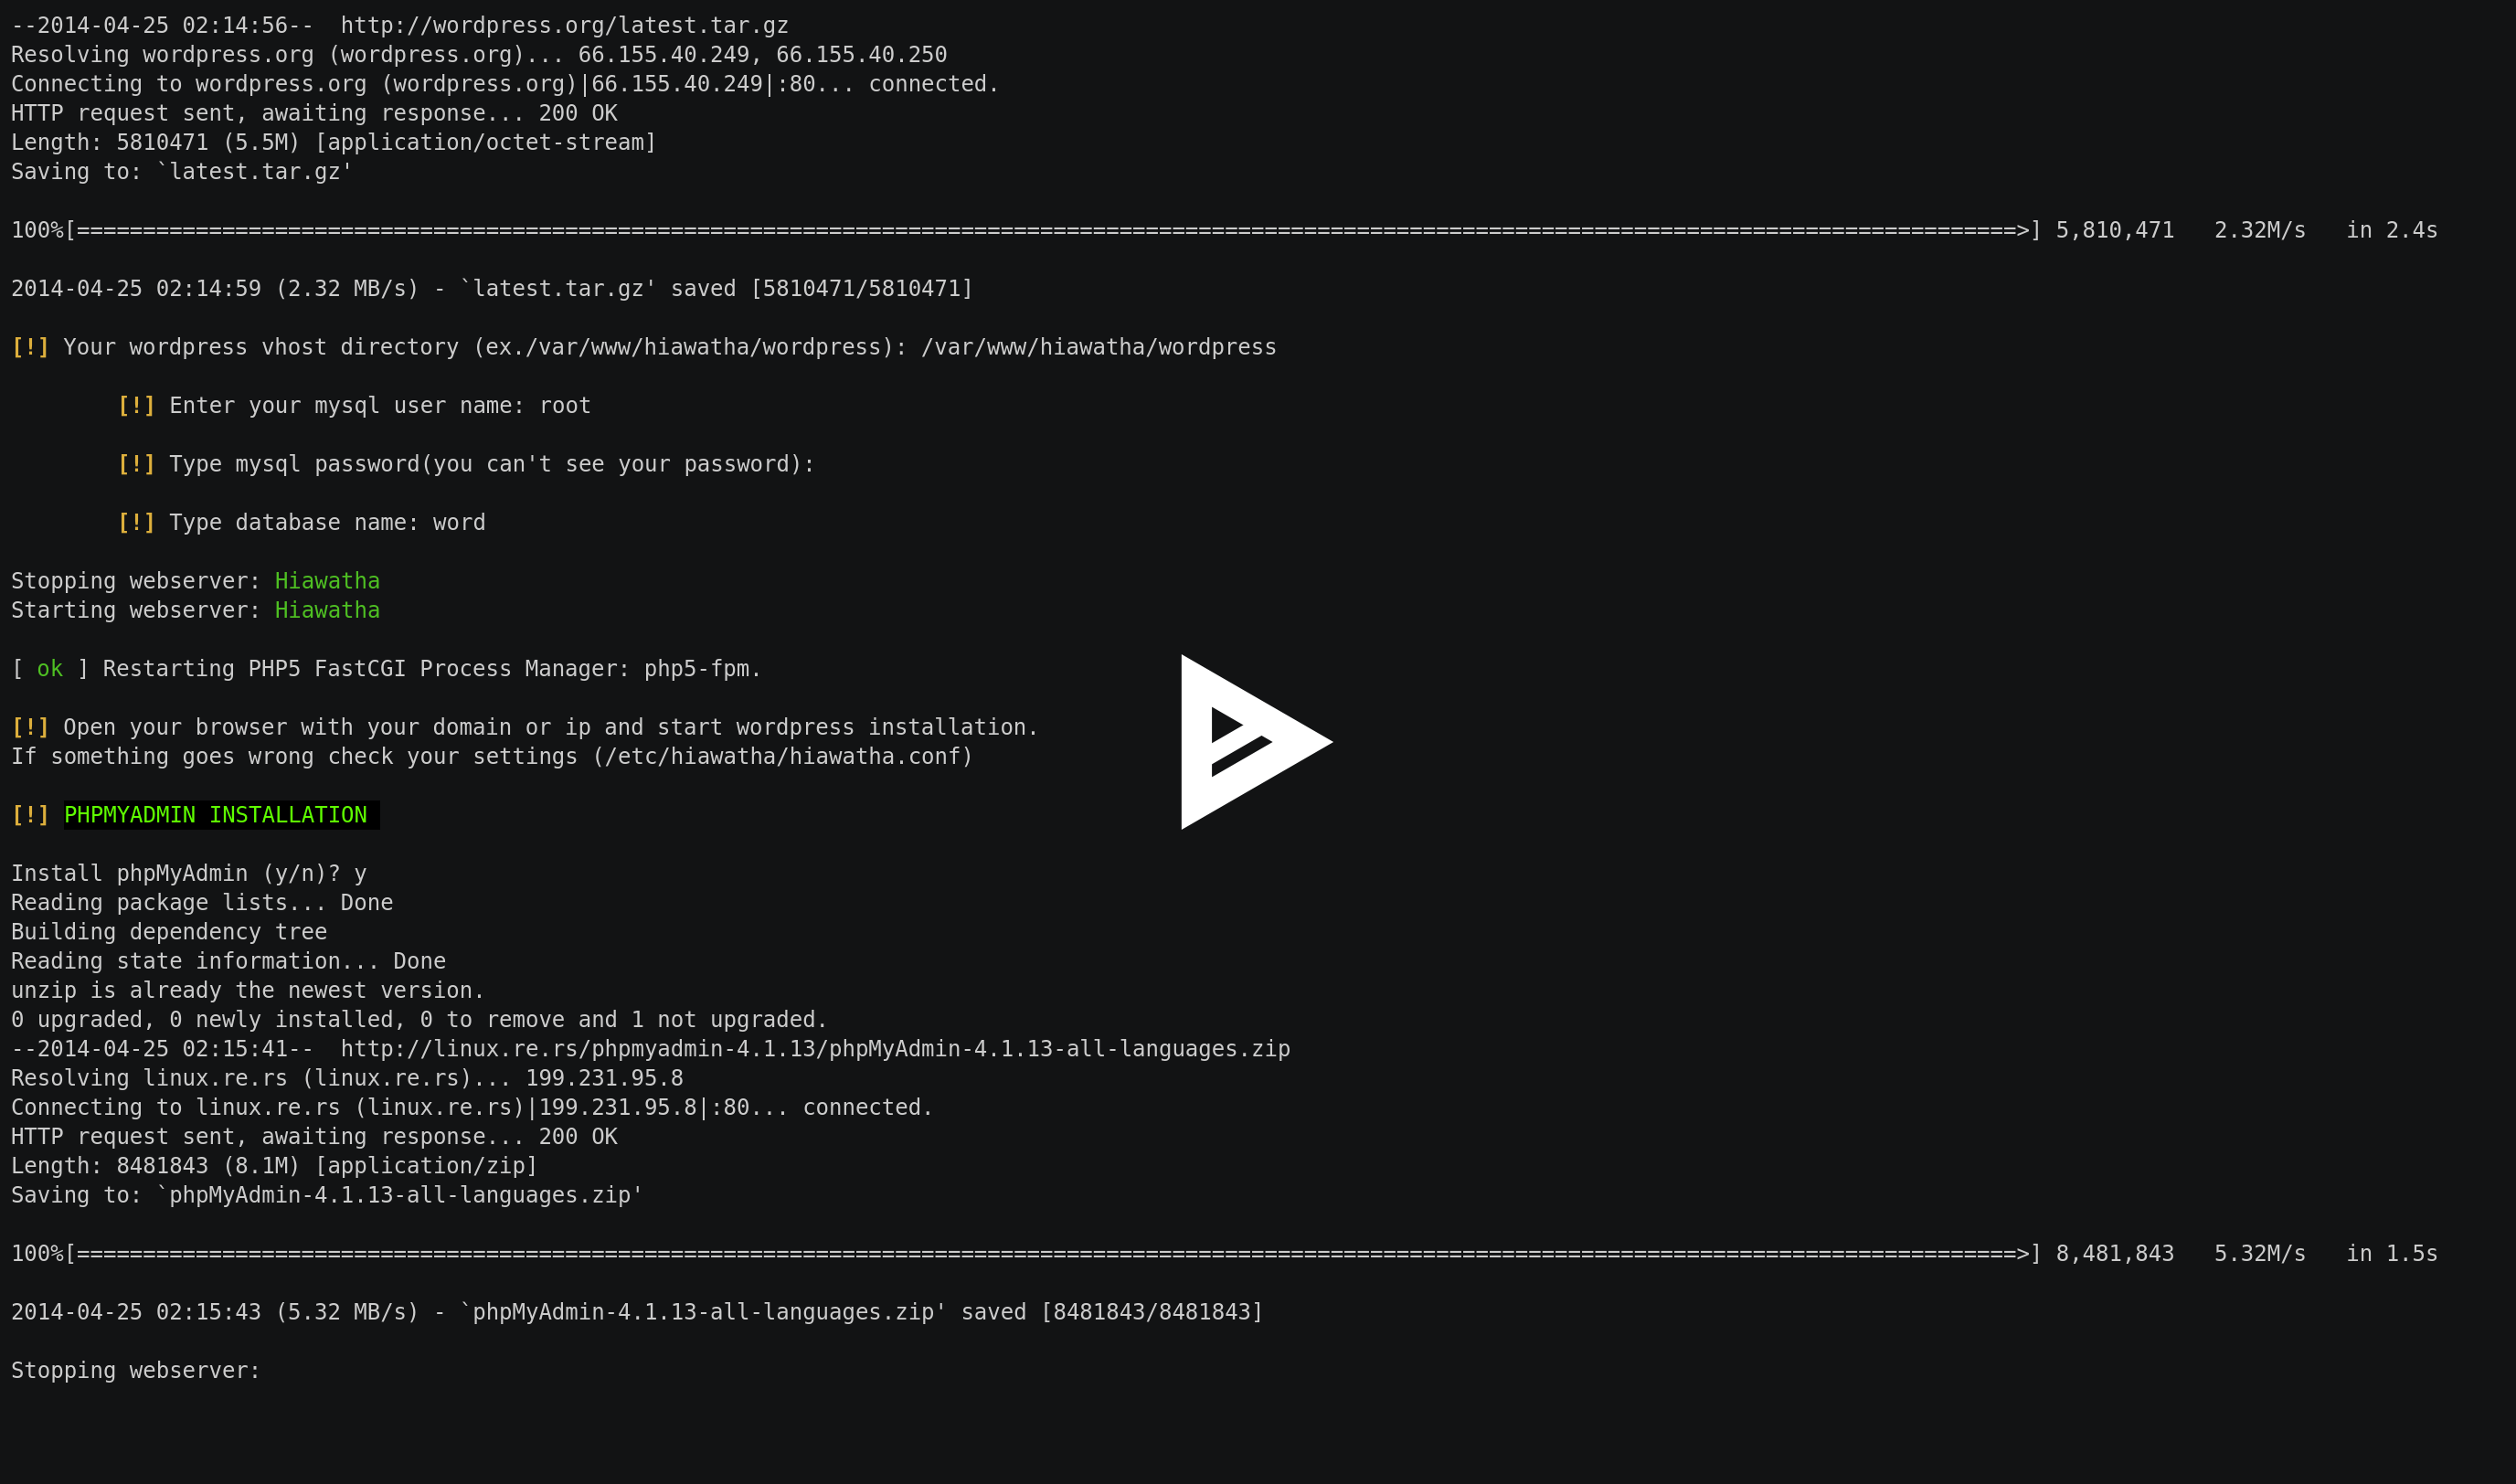 --2014-04-25 02:14:56--  http://wordpress.org/latest.tar.gz
Resolving wordpress.org (wordpress.org)... 66.155.40.249, 66.155.40.250
Connecting to wordpress.org (wordpress.org)|66.155.40.249|:80... connected.
HTTP request sent, awaiting response... 200 OK
Length: 5810471 (5.5M) [application/octet-stream]
Saving to: `latest.tar.gz'
100%[===================================================================================================================================================>] 5,810,471   2.32M/s   in 2.4s
2014-04-25 02:14:59 (2.32 MB/s) - `latest.tar.gz' saved [5810471/5810471]
[!] Your wordpress vhost directory (ex./var/www/hiawatha/wordpress): /var/www/hiawatha/wordpress
[!] Enter your mysql user name: root
[!] Type mysql password(you can't see your password):
[!] Type database name: word
Stopping webserver: Hiawatha
Starting webserver: Hiawatha
[ ok ] Restarting PHP5 FastCGI Process Manager: php5-fpm.
[!] Open your browser with your domain or ip and start wordpress installation.
If something goes wrong check your settings (/etc/hiawatha/hiawatha.conf)
[!] PHPMYADMIN INSTALLATION
Install phpMyAdmin (y/n)? y
Reading package lists... Done
Building dependency tree
Reading state information... Done
unzip is already the newest version.
0 upgraded, 0 newly installed, 0 to remove and 1 not upgraded.
--2014-04-25 02:15:41--  http://linux.re.rs/phpmyadmin-4.1.13/phpMyAdmin-4.1.13-all-languages.zip
Resolving linux.re.rs (linux.re.rs)... 199.231.95.8
Connecting to linux.re.rs (linux.re.rs)|199.231.95.8|:80... connected.
HTTP request sent, awaiting response... 200 OK
Length: 8481843 (8.1M) [application/zip]
Saving to: `phpMyAdmin-4.1.13-all-languages.zip'
100%[===================================================================================================================================================>] 8,481,843   5.32M/s   in 1.5s
2014-04-25 02:15:43 (5.32 MB/s) - `phpMyAdmin-4.1.13-all-languages.zip' saved [8481843/8481843]
Stopping webserver: